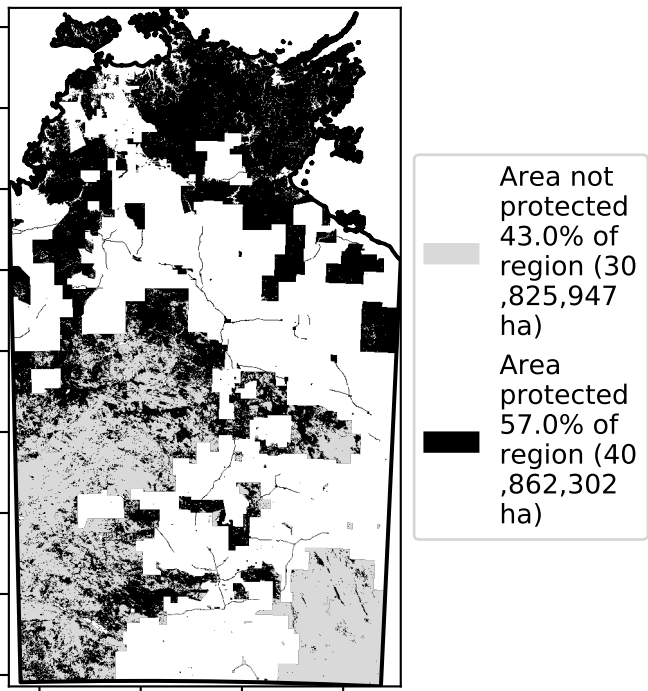 Area not
protected
43.0% of
region (30
,825,947
ha)
Area
protected
57.0% of
region (40
,862,302
ha)